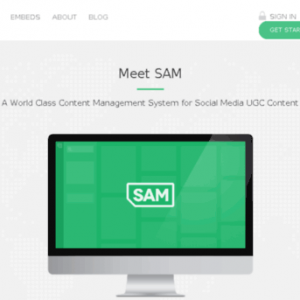 EMBEDS ABOUT BLOG SIGN IN
GET STAR
Meet SAM
A World Class Content Management System for Social Media UGC Content
SAM